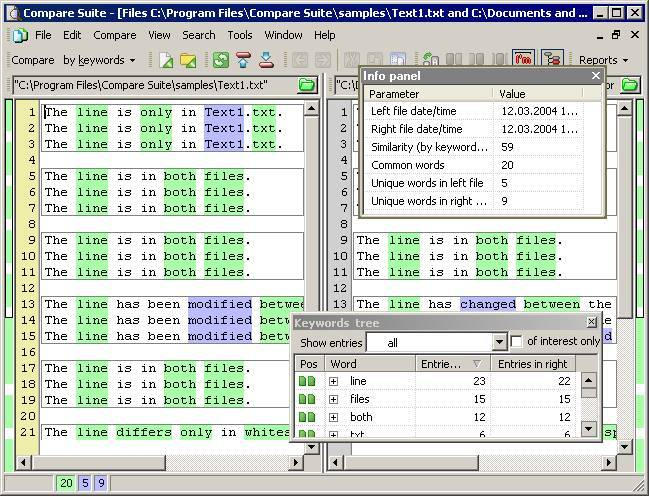 Compare Suite - [Files C:\Program Files\Compare Suite\samples\Text1.txt and C:\Documents and ...
File Edit View Compare Search Tools Window Help
Compare by keywords Reports
"C:\Program Files\Compare Suite\samples\Text1.txt" "C:\D or
Info panel
Parameter Value
Left file date/time 12.03.2004 1...
Right file date/time 12.03.2004 1...
Similarity (by keyword... 59
Common words 20
Unique words in left file 5
Unique words in right ... 9
1 The line is only in Text1.txt.
2 The line is only in Text1.txt.
3 The line is only in Text1.txt.
4
5 The line is in both files.
6 The line is in both files.
7 The line is in both files.
8
9 The line is in both files. 9 The line is in both files.
10 The line is in both files. 10 The line is in both files.
11 The line is in both files. 11 The line is in both files.
12 12
13 The line has been modified betwee 13 The line has changed between the
14 The line has been modified betwee
15 The line has been modified betwee
16
17 The line is in both files.
18 The line is in both files.
19 The line is in both files.
20
21 The line differs only in whites sp
Keywords tree
Show entries all of interest only
Pos Word Entrie... Entries in right
line 23 22
files 15 15
both 12 12
txt 6 6
20 5 9